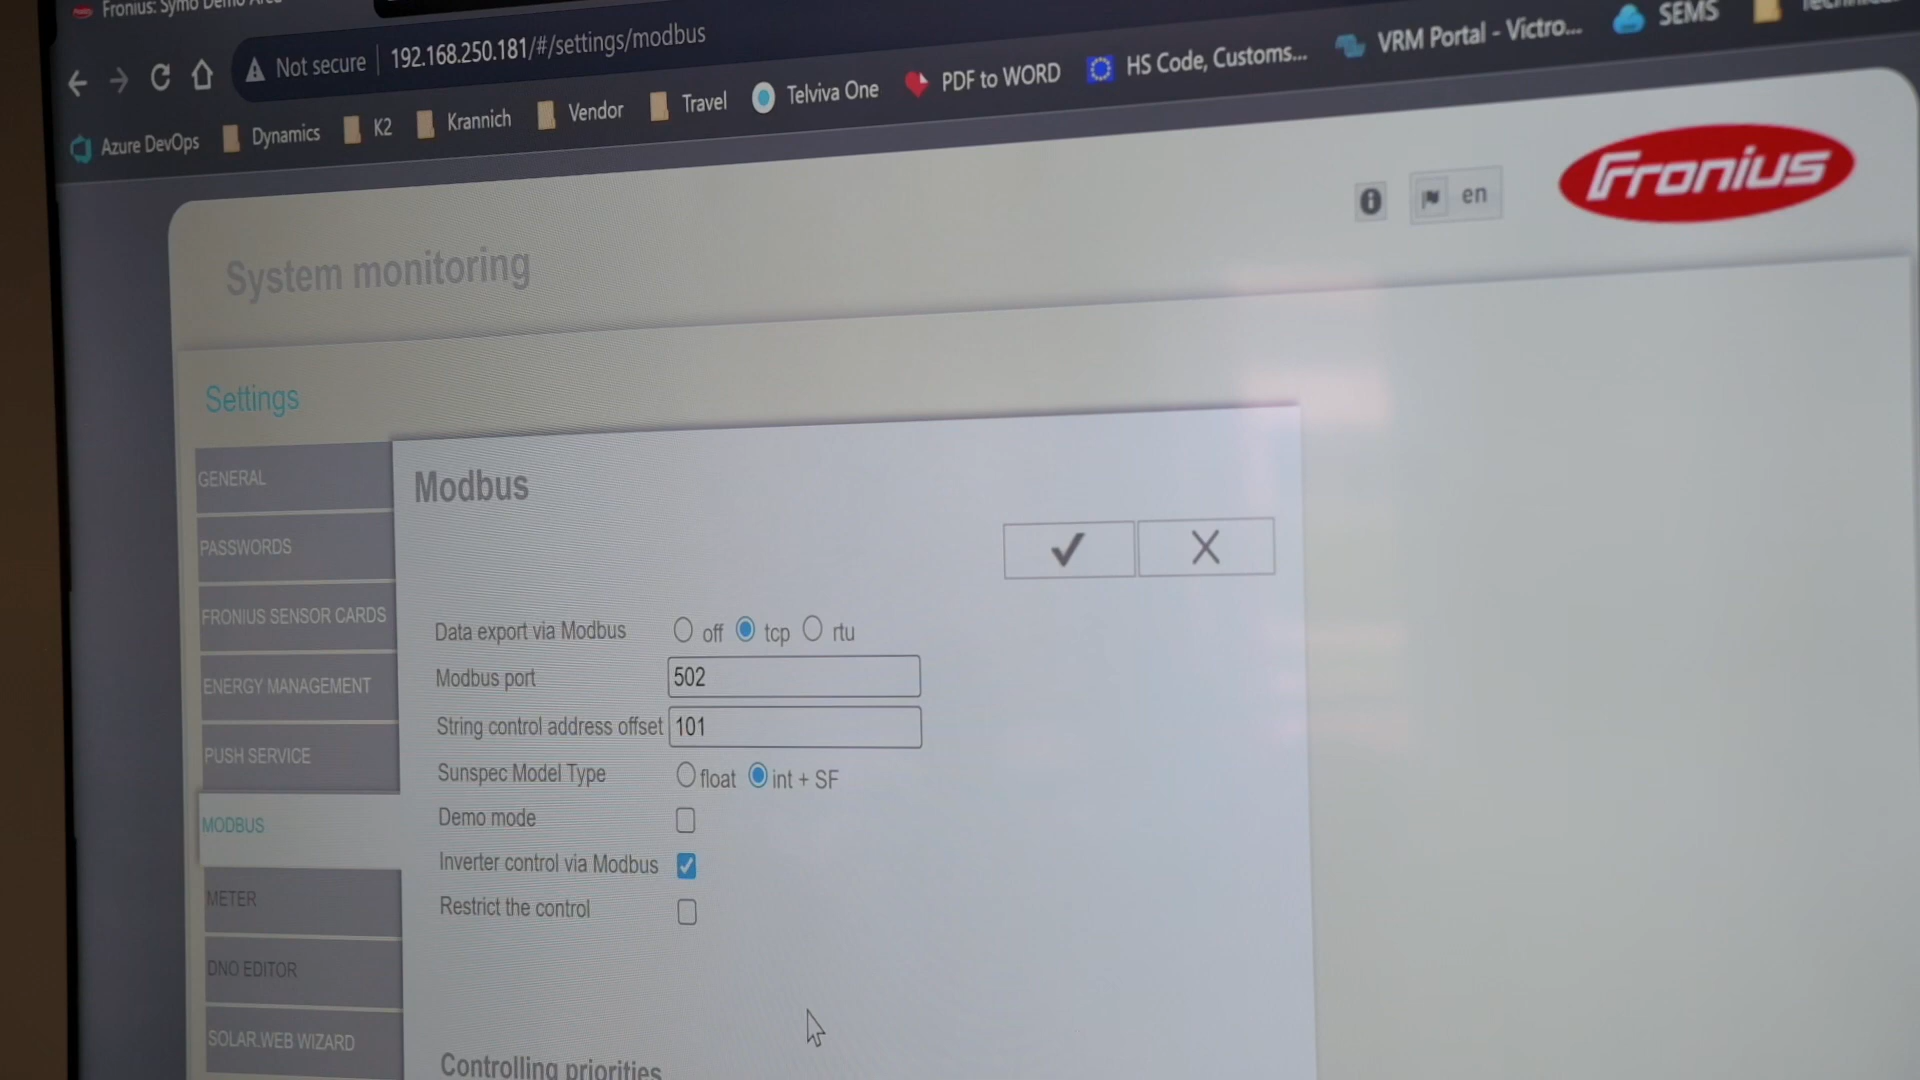 Fronius: Symo Demo Area
Not secure 192.168.250.181/#/settings/modbus
Azure DevOps Dynamics K2 Krannich Vendor Travel Telviva One PDF to WORD HS Code, Customs... VRM Portal - Victro... SEMS
en
Fronius
System monitoring
Settings
GENERAL
PASSWORDS
FRONIUS SENSOR CARDS
ENERGY MANAGEMENT
PUSH SERVICE
MODBUS
METER
DNO EDITOR
SOLAR.WEB WIZARD
Modbus
Data export via Modbus off tcp rtu
Modbus port 502
String control address offset 101
Sunspec Model Type float int + SF
Demo mode
Inverter control via Modbus
Restrict the control
Controlling priorities